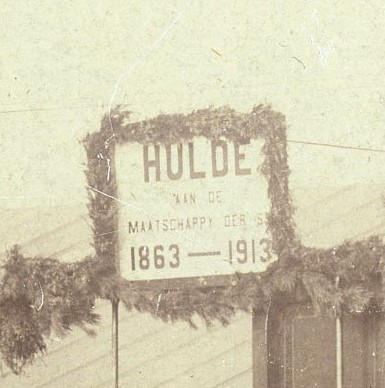 HULDE
AAN DE
MAATSCHAPPY DER S.
1863 — 1913